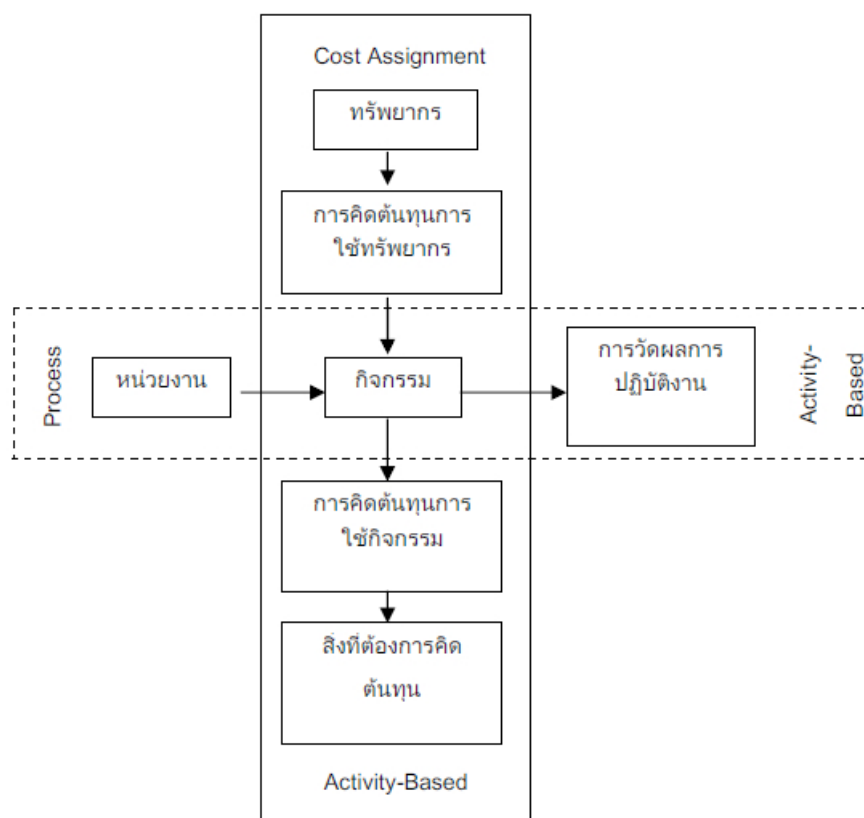 Cost Assignment
ทรัพยากร
การคิดต้นทุนการ
ใช้ทรัพยากร
Process
หน่วยงาน
กิจกรรม
การวัดผลการ
ปฏิบัติงาน
Activity-
Based
การคิดต้นทุนการ
ใช้กิจกรรม
สิ่งที่ต้องการคิด
ต้นทุน
Activity-Based